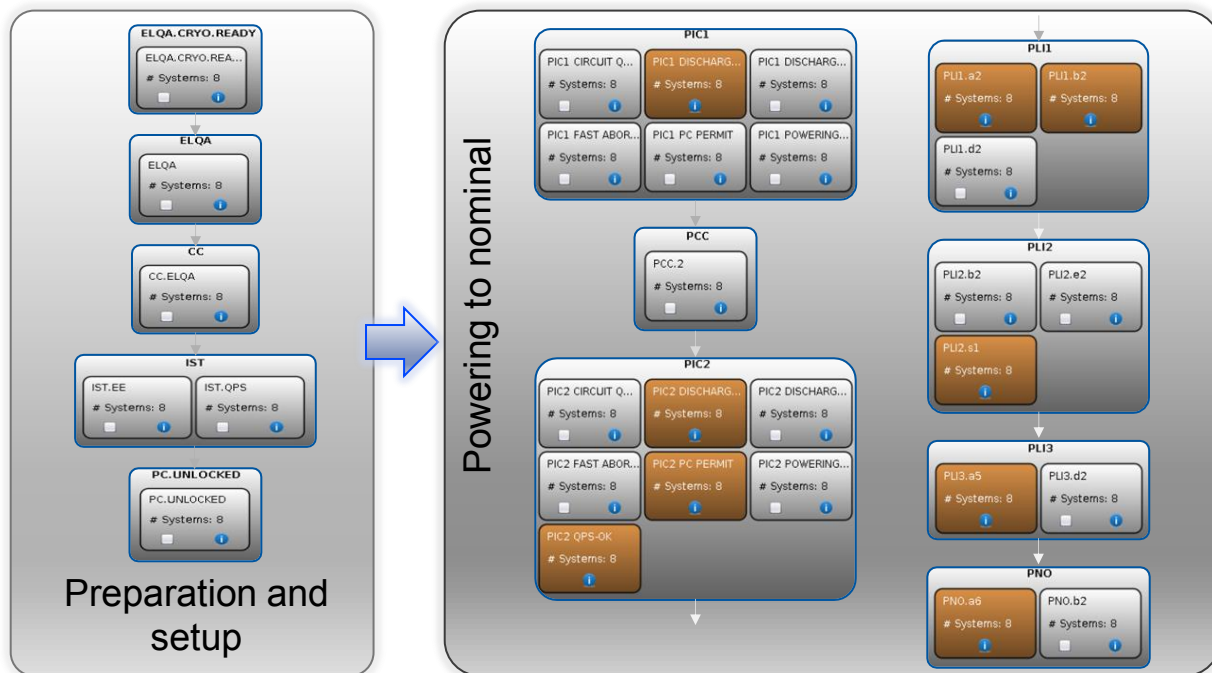 ELQA.CRYO.READY
ELQA.CRYO.REA...
# Systems: 8
ELQA
ELQA
# Systems: 8
CC
CC.ELQA
# Systems: 8
IST
IST.EE
# Systems: 8
IST.QPS
# Systems: 8
PC.UNLOCKED
PC.UNLOCKED
# Systems: 8
Preparation and
setup
Powering to nominal
PIC1
PIC1 CIRCUIT Q...
# Systems: 8
PIC1 DISCHARG...
# Systems: 8
PIC1 DISCHARG...
# Systems: 8
PIC1 FAST ABOR...
# Systems: 8
PIC1 PC PERMIT
# Systems: 8
PIC1 POWERING...
# Systems: 8
PCC
PCC.2
# Systems: 8
PIC2
PIC2 CIRCUIT Q...
# Systems: 8
PIC2 DISCHARG...
# Systems: 8
PIC2 DISCHARG...
# Systems: 8
PIC2 FAST ABOR...
# Systems: 8
PIC2 PC PERMIT
# Systems: 8
PIC2 POWERING...
# Systems: 8
PIC2 QPS-OK
# Systems: 8
PLI1
PLI1.a2
# Systems: 8
PLI1.b2
# Systems: 8
PLI1.d2
# Systems: 8
PLI2
PLI2.b2
# Systems: 8
PLI2.e2
# Systems: 8
PLI2.s1
# Systems: 8
PLI3
PLI3.a5
# Systems: 8
PLI3.d2
# Systems: 8
PNO
PNO.a6
# Systems: 8
PNO.b2
# Systems: 8